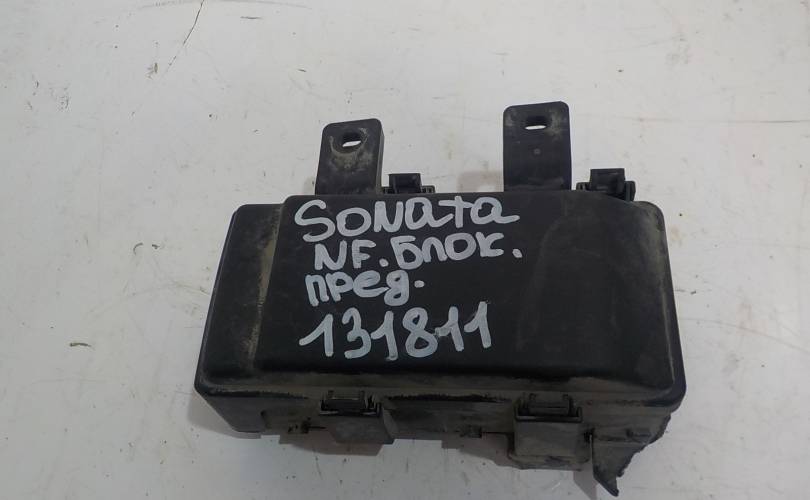 Sonata
NF. блок.
пред.
131811